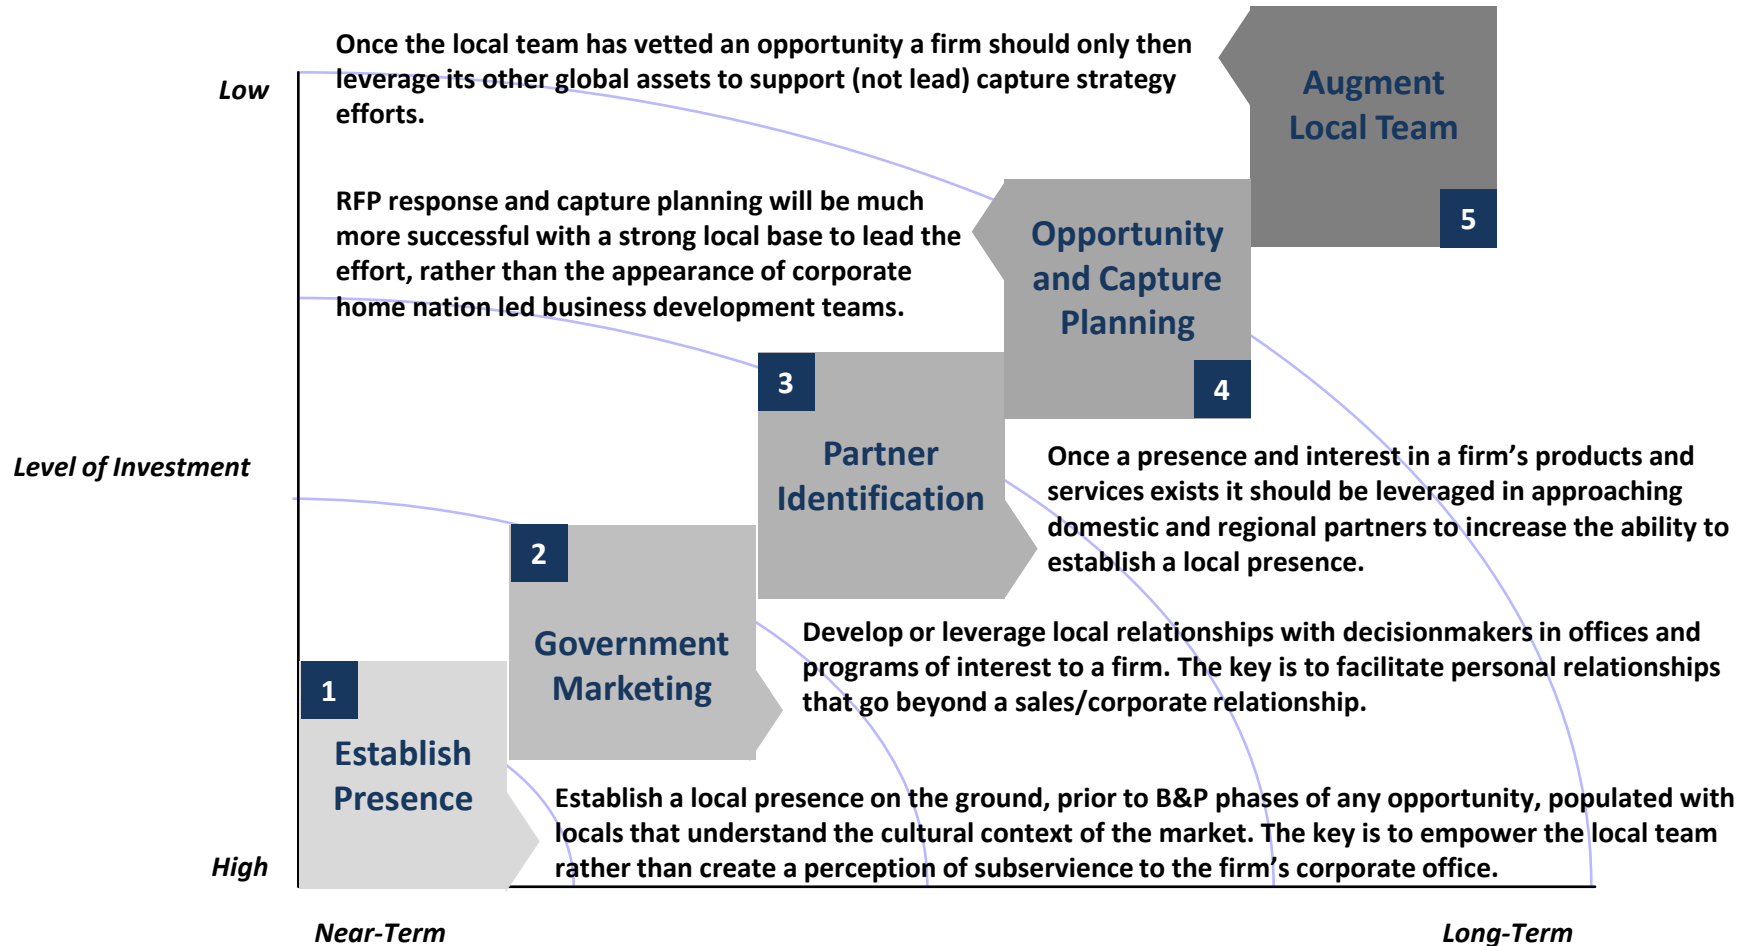 Once the local team has vetted an opportunity a firm should only then
leverage its other global assets to support (not lead) capture strategy
efforts.
Augment
Local Team
5
Low
RFP response and capture planning will be much
more successful with a strong local base to lead the
effort, rather than the appearance of corporate
home nation led business development teams.
Opportunity
and Capture
Planning
4
3
Partner
Identification
Once a presence and interest in a firm’s products and
services exists it should be leveraged in approaching
domestic and regional partners to increase the ability to
establish a local presence.
Level of Investment
2
Government
Marketing
Develop or leverage local relationships with decisionmakers in offices and
programs of interest to a firm. The key is to facilitate personal relationships
that go beyond a sales/corporate relationship.
1
Establish
Presence
Establish a local presence on the ground, prior to B&P phases of any opportunity, populated with
locals that understand the cultural context of the market. The key is to empower the local team
rather than create a perception of subservience to the firm’s corporate office.
High
Near-Term
Long-Term